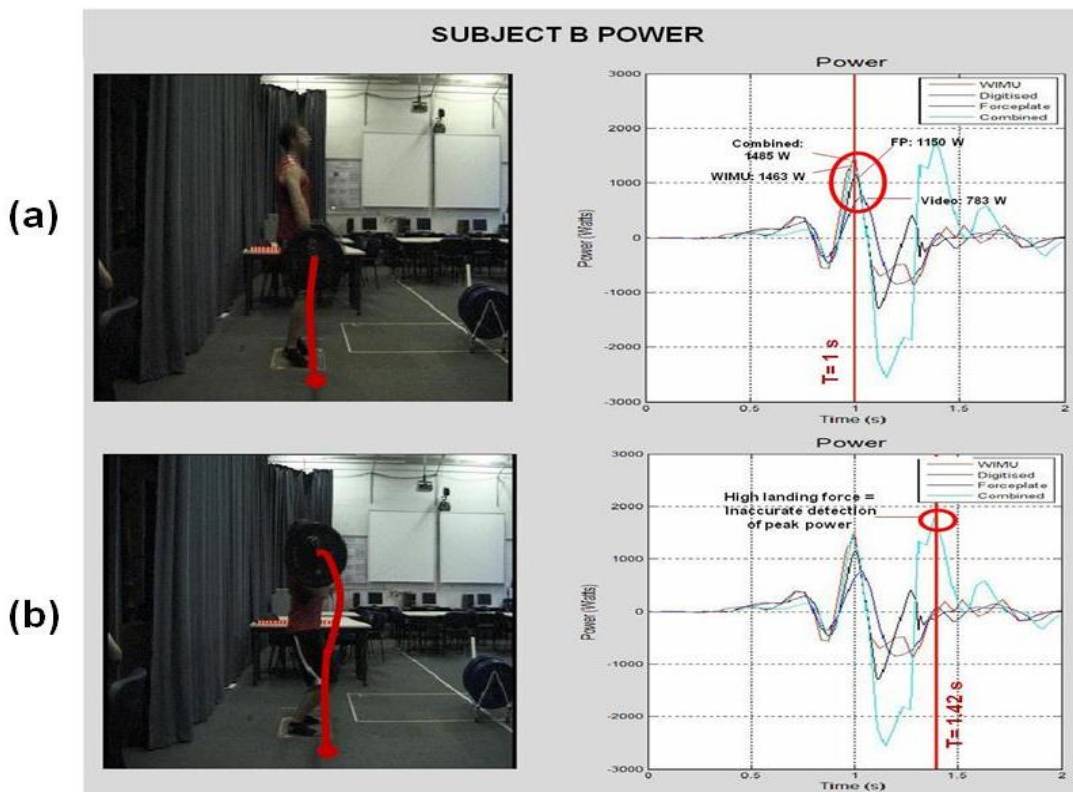 SUBJECT B POWER
(a)
Power
3000
2000
1000
0
-1000
-2000
-3000
Power (Watts)
WIMU
Digitised
Forceplate
Combined
Combined:
1485 W
FP: 1150 W
WIMU: 1463 W
Video: 783 W
T= 1 s
0
0.5
1
1.5
2
Time (s)
(b)
Power
3000
2000
1000
0
-1000
-2000
-3000
Power (Watts)
WIMU
Digitised
Forceplate
Combined
High landing force =
Inaccurate detection
of peak power
T=1.42 s
0
0.5
1
1.5
2
Time (s)